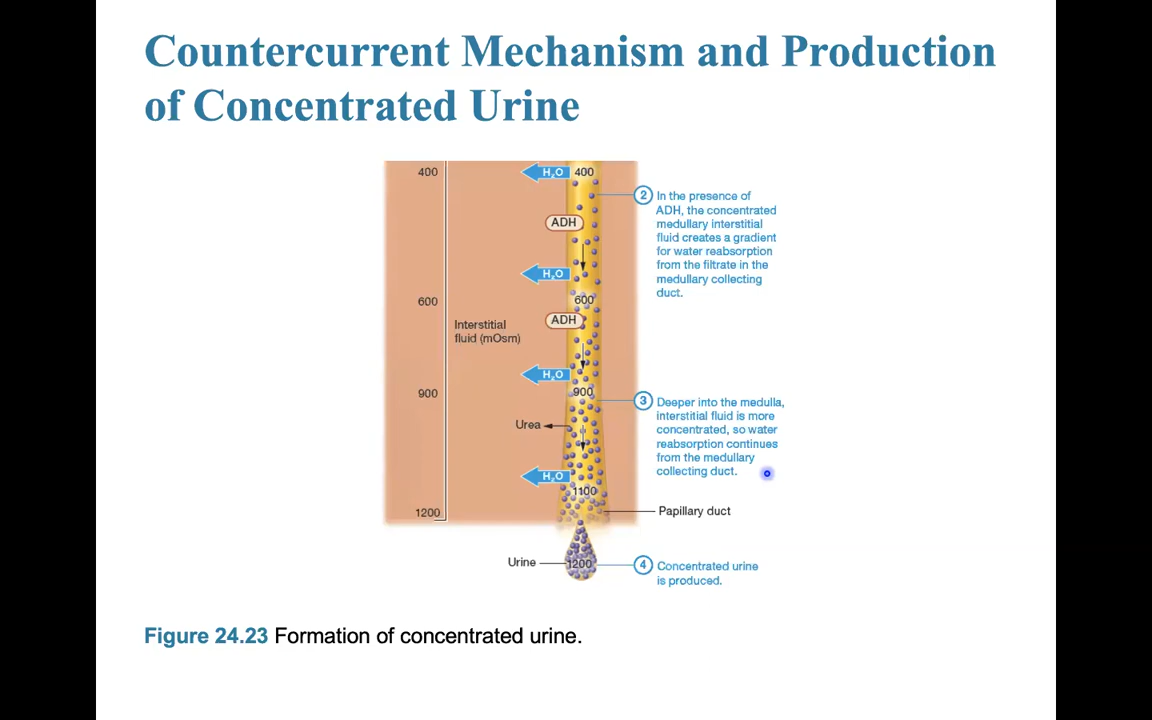 Countercurrent Mechanism and Production
of Concentrated Urine
400
H₂O
400
2
In the presence of
ADH, the concentrated
medullary interstitial
fluid creates a gradient
for water reabsorption
from the filtrate in the
medullary collecting
duct.
ADH
H₂O
600
600
ADH
Interstitial
fluid (mOsm)
H₂O
900
900
3
Deeper into the medulla,
interstitial fluid is more
concentrated, so water
reabsorption continues
from the medullary
collecting duct.
Urea
H₂O
1100
1200
Papillary duct
Urine
1200
4
Concentrated urine
is produced.
Figure 24.23 Formation of concentrated urine.